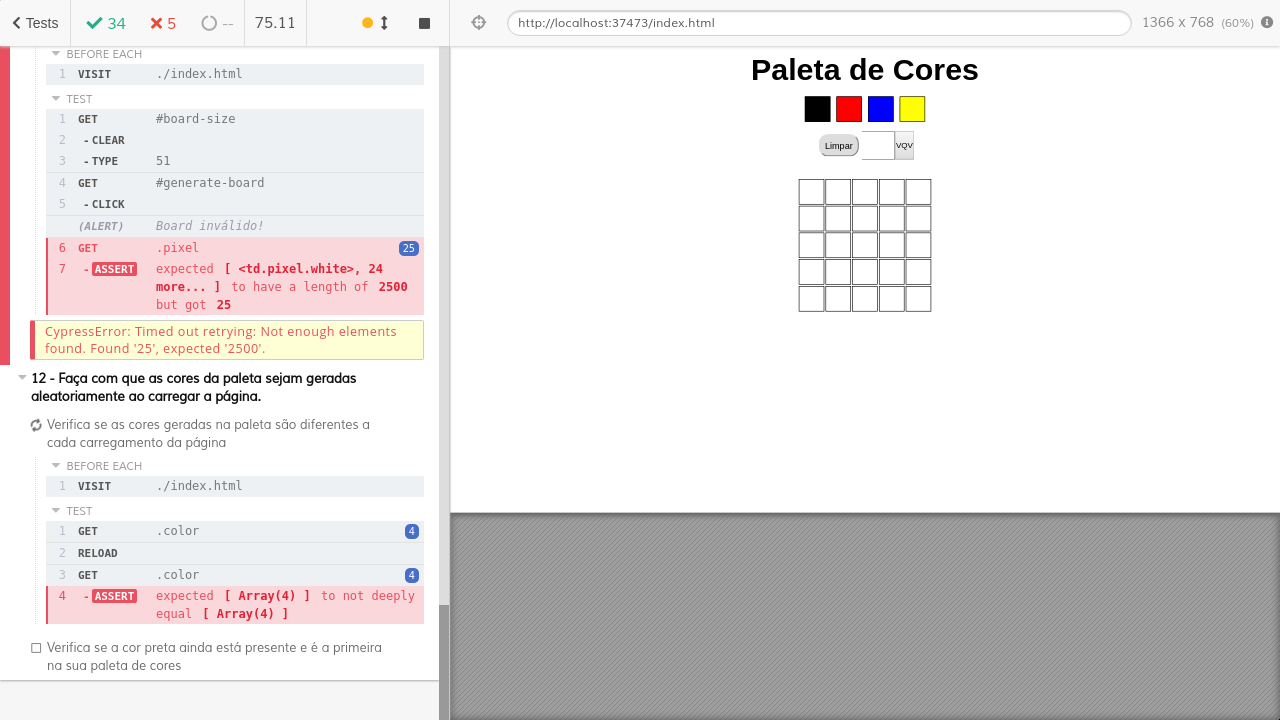 Tests
34
5
--
75.11
BEFORE EACH
1 VISIT ./index.html
TEST
1 GET #board-size
2 - CLEAR
3 - TYPE 51
4 GET #generate-board
5 - CLICK
(ALERT) Board inválido!
6 GET .pixel 25
7 - ASSERT expected [ <td.pixel.white>, 24
more... ] to have a length of 2500
but got 25
CypressError: Timed out retrying: Not enough elements
found. Found '25', expected '2500'.
12 - Faça com que as cores da paleta sejam geradas
aleatoriamente ao carregar a página.
Verifica se as cores geradas na paleta são diferentes a
cada carregamento da página
BEFORE EACH
1 VISIT ./index.html
TEST
1 GET .color 4
2 RELOAD
3 GET .color 4
4 - ASSERT expected [ Array(4) ] to not deeply
equal [ Array(4) ]
Verifica se a cor preta ainda está presente e é a primeira
na sua paleta de cores
http://localhost:37473/index.html
1366 x 768 (60%)
Paleta de Cores
Limpar
VQV